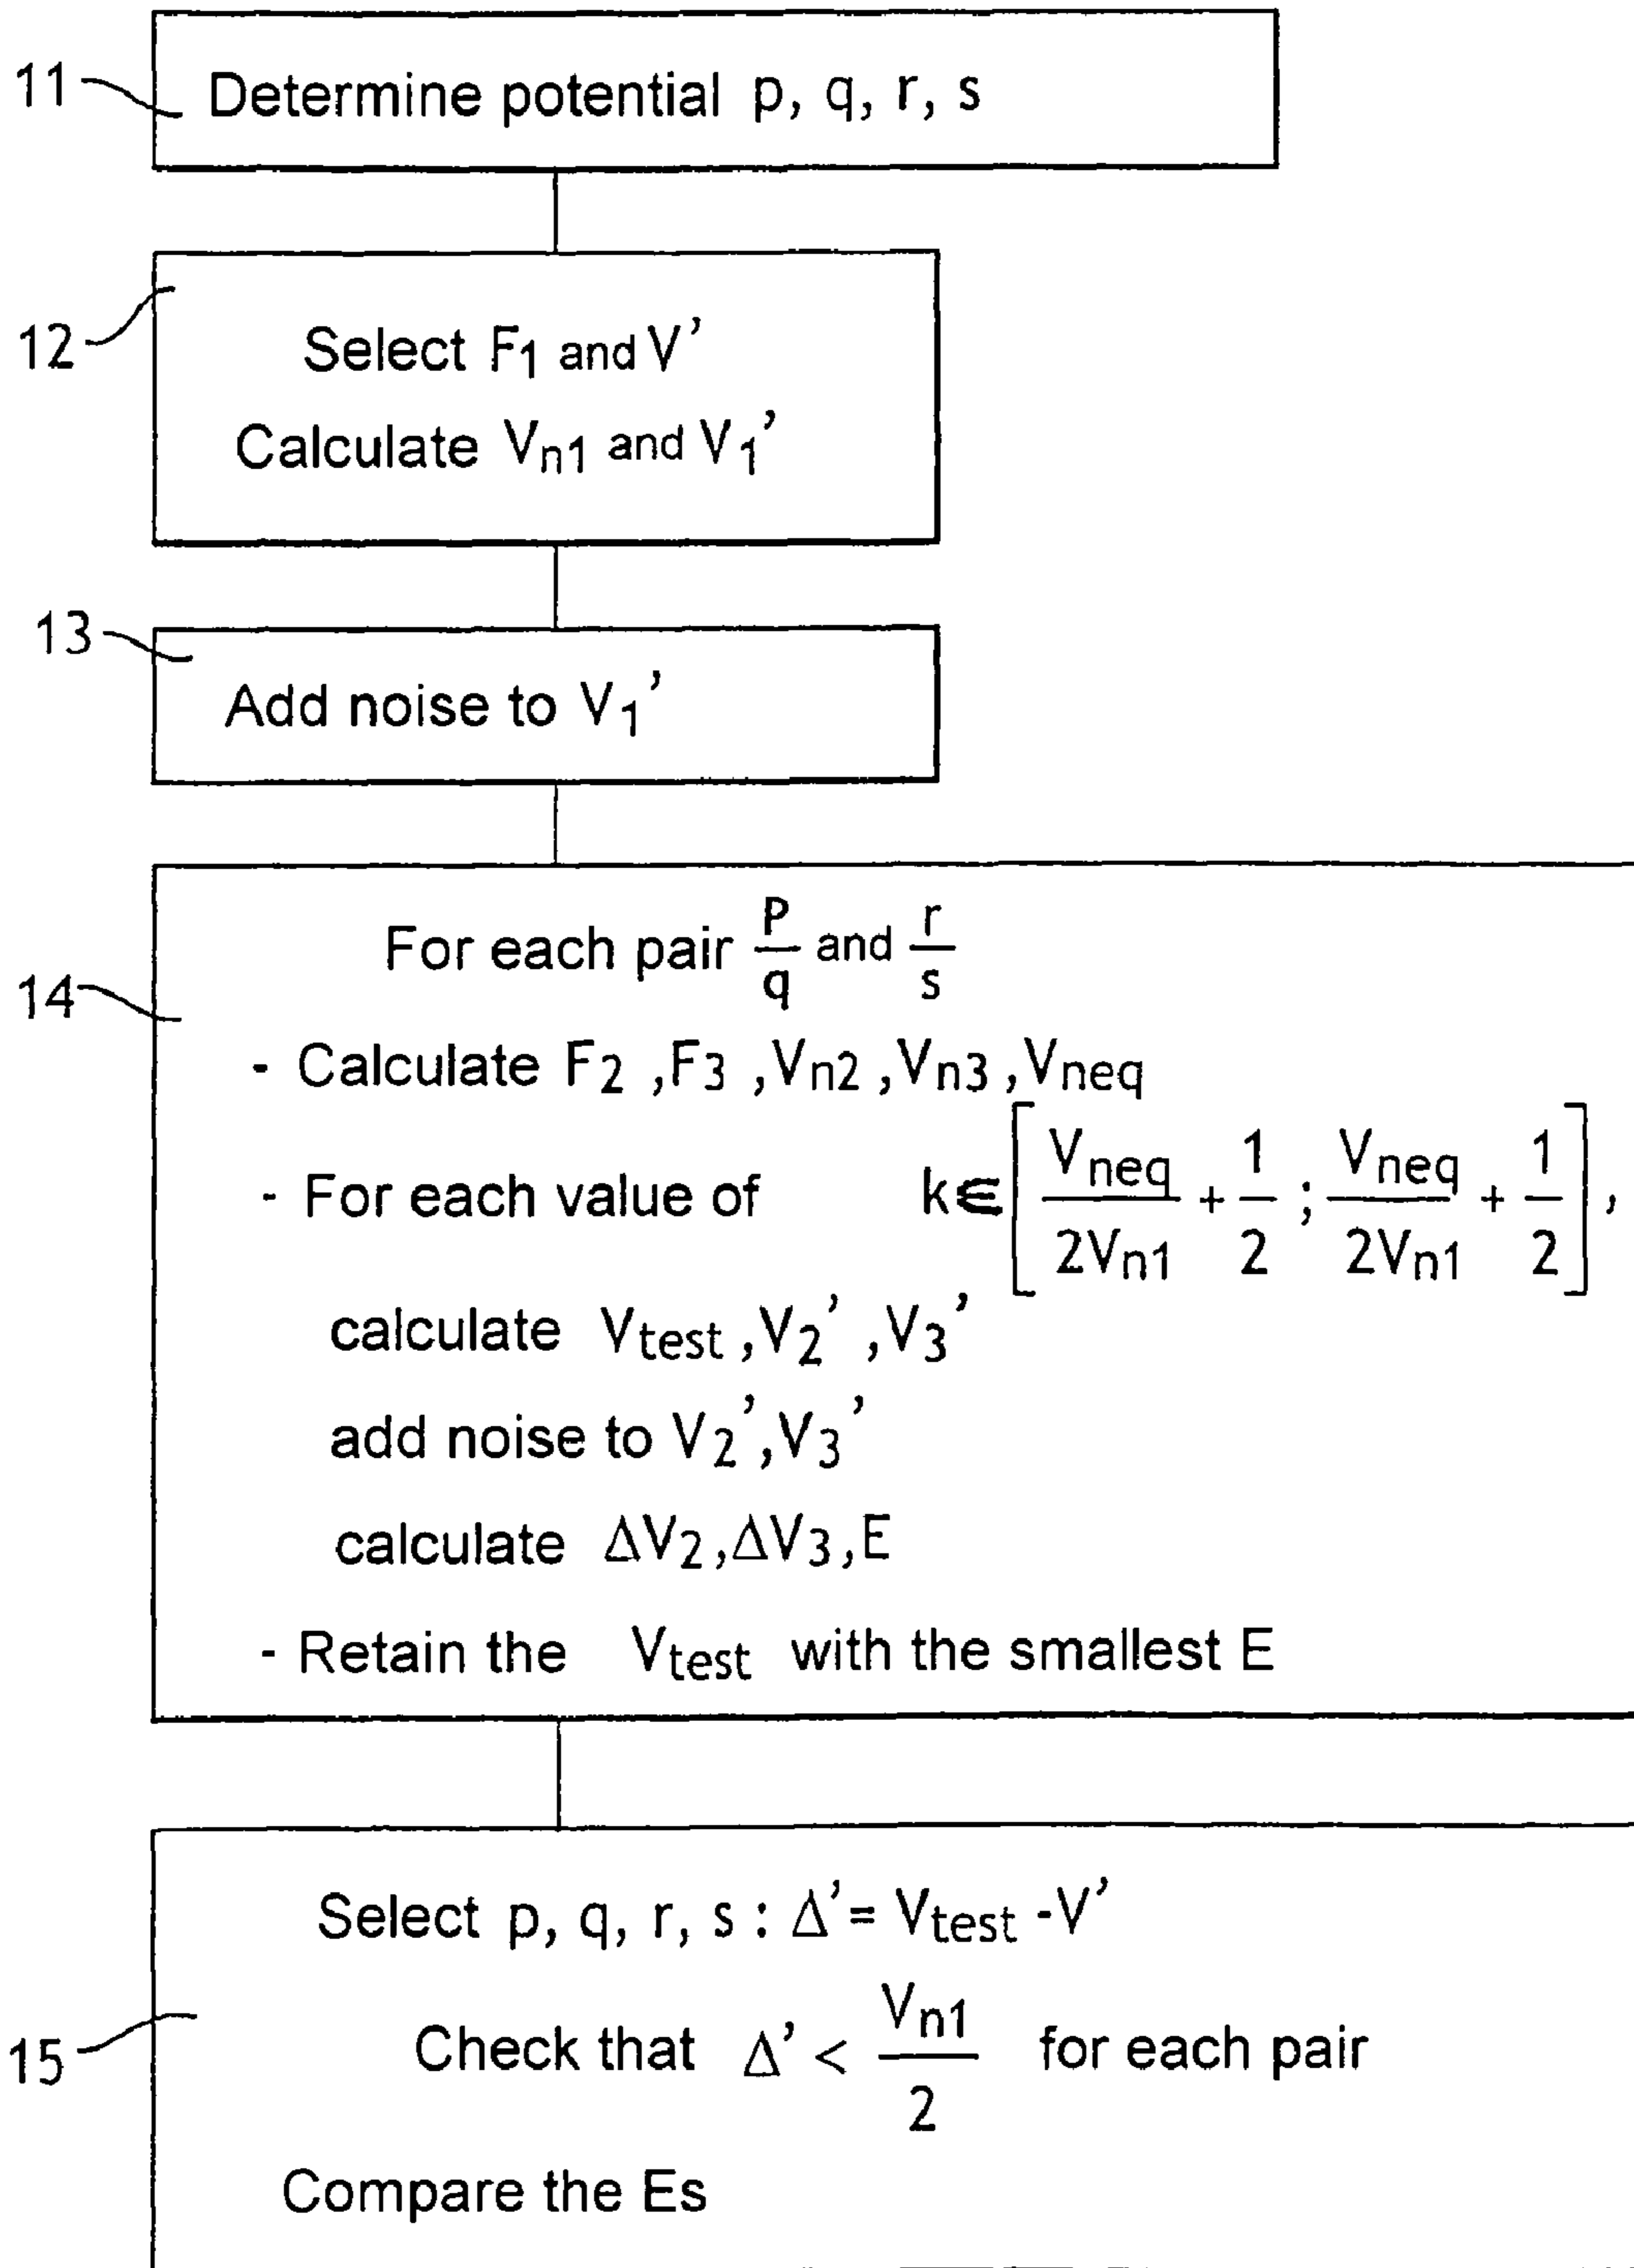 11
Determine potential p, q, r, s
12
Select F1 and V'
Calculate Vn1 and V1'
13
Add noise to V1'
14
For each pair p/q and r/s
- Calculate F2 ,F3 ,Vn2 ,Vn3 ,Vneq
- For each value of k∈[Vneq/2Vn1 + 1/2 ; Vneq/2Vn1 + 1/2],
calculate Vtest ,V2' ,V3'
add noise to V2',V3'
calculate ΔV2,ΔV3,E
- Retain the Vtest with the smallest E
15
Select p, q, r, s : Δ'= Vtest -V'
Check that Δ' < Vn1/2 for each pair
Compare the Es